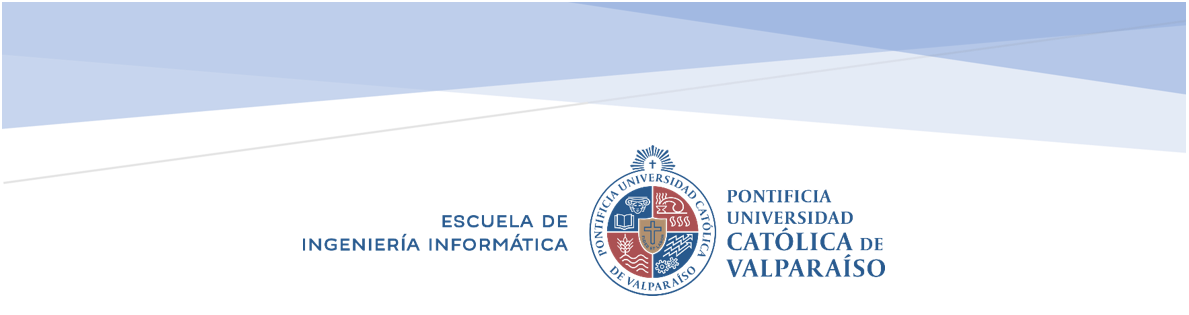 ESCUELA DE
INGENIERÍA INFORMÁTICA
PONTIFICIA UNIVERSIDAD CATÓLICA
DE VALPARAÍSO
PONTIFICIA
UNIVERSIDAD
CATÓLICA DE
VALPARAÍSO